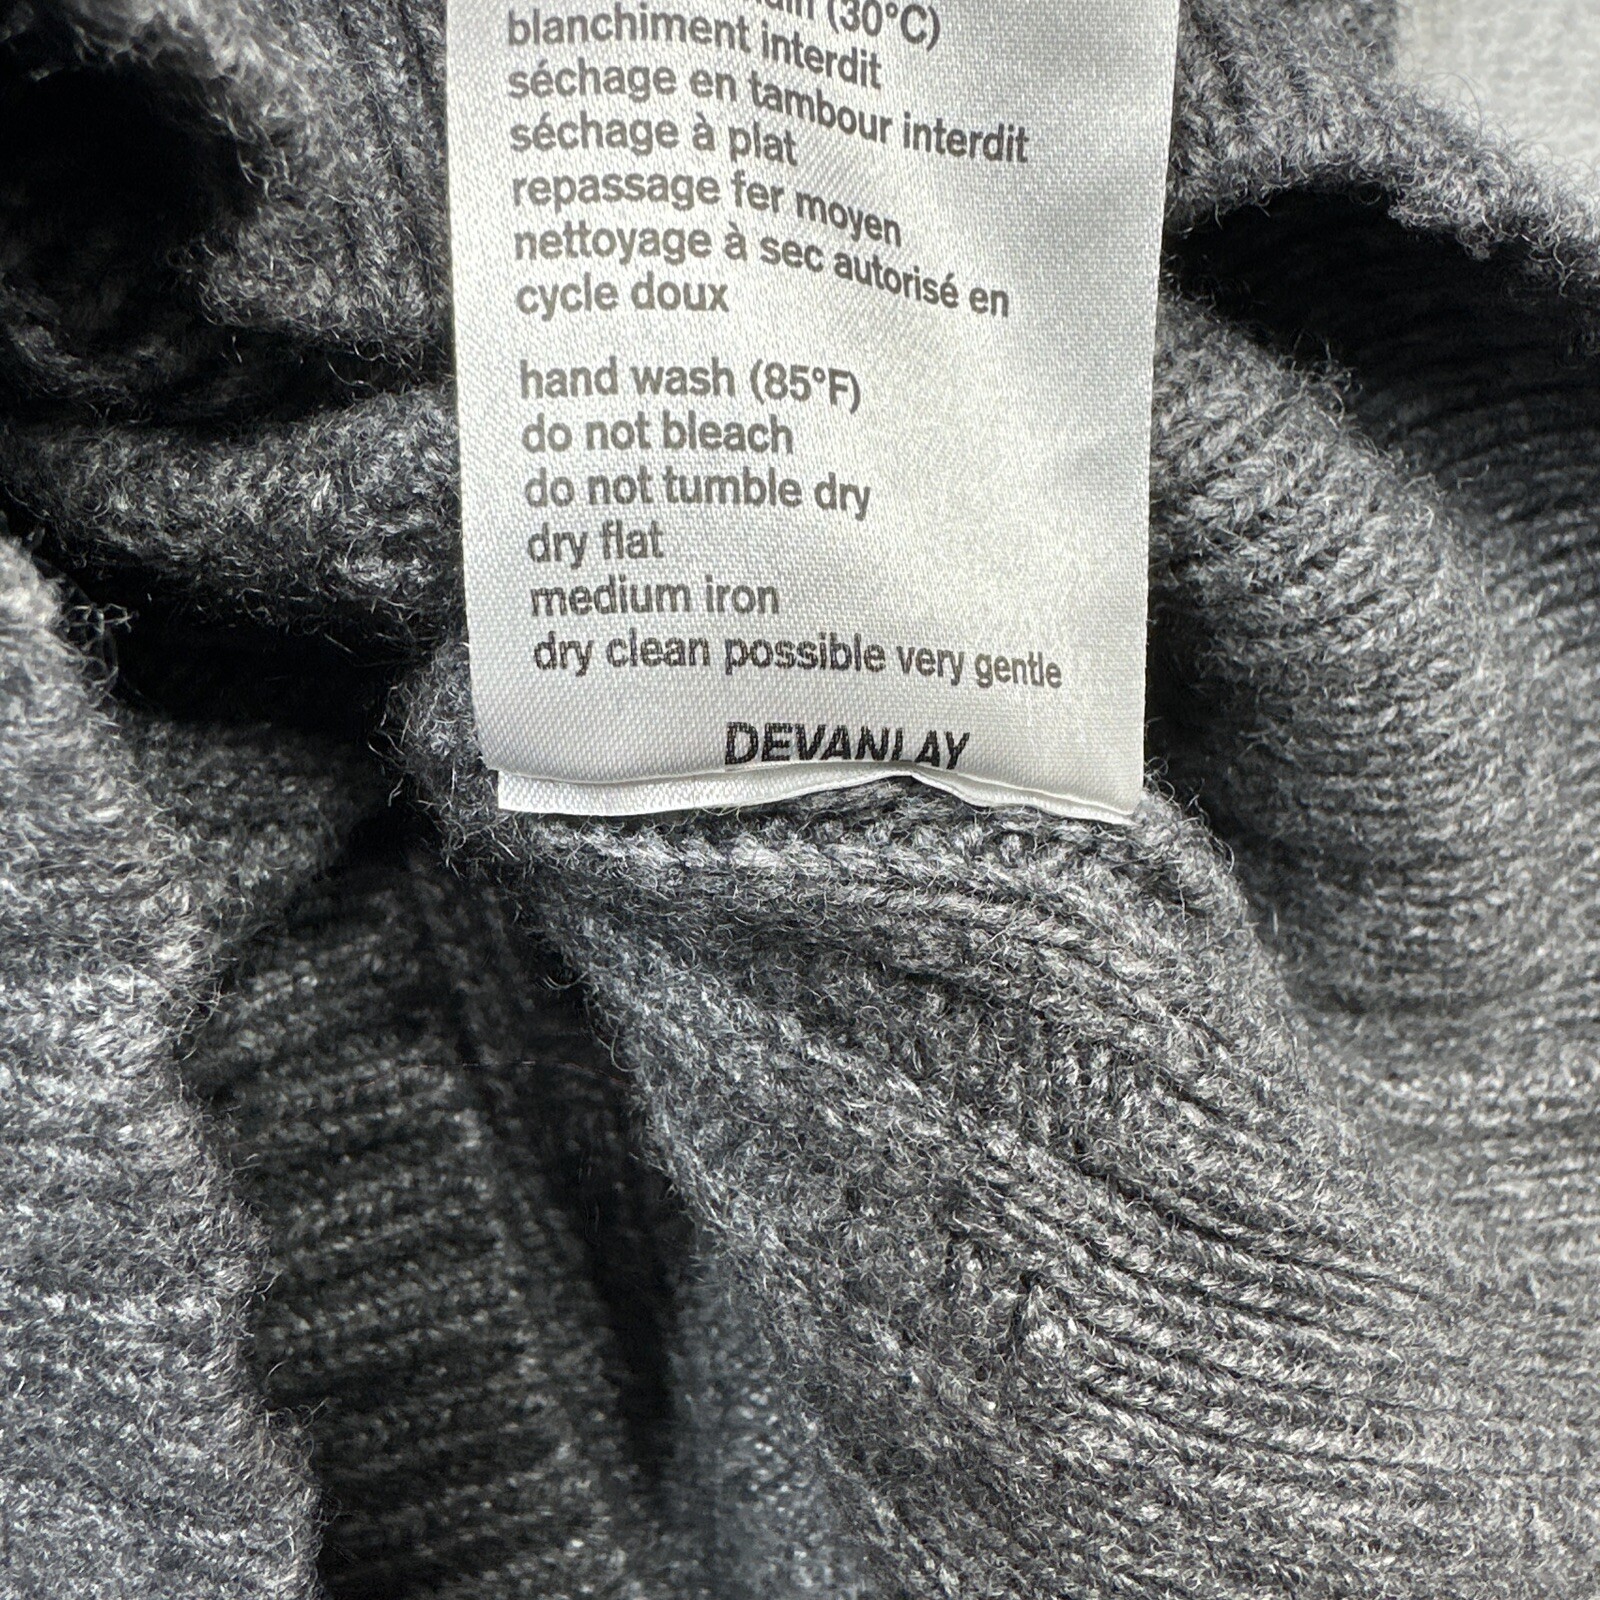 (30°C)
blanchiment interdit
séchage en tambour interdit
séchage à plat
repassage fer moyen
nettoyage à sec autorisé en
cycle doux
hand wash (85°F)
do not bleach
do not tumble dry
dry flat
medium iron
dry clean possible very gentle
DEVANLAY